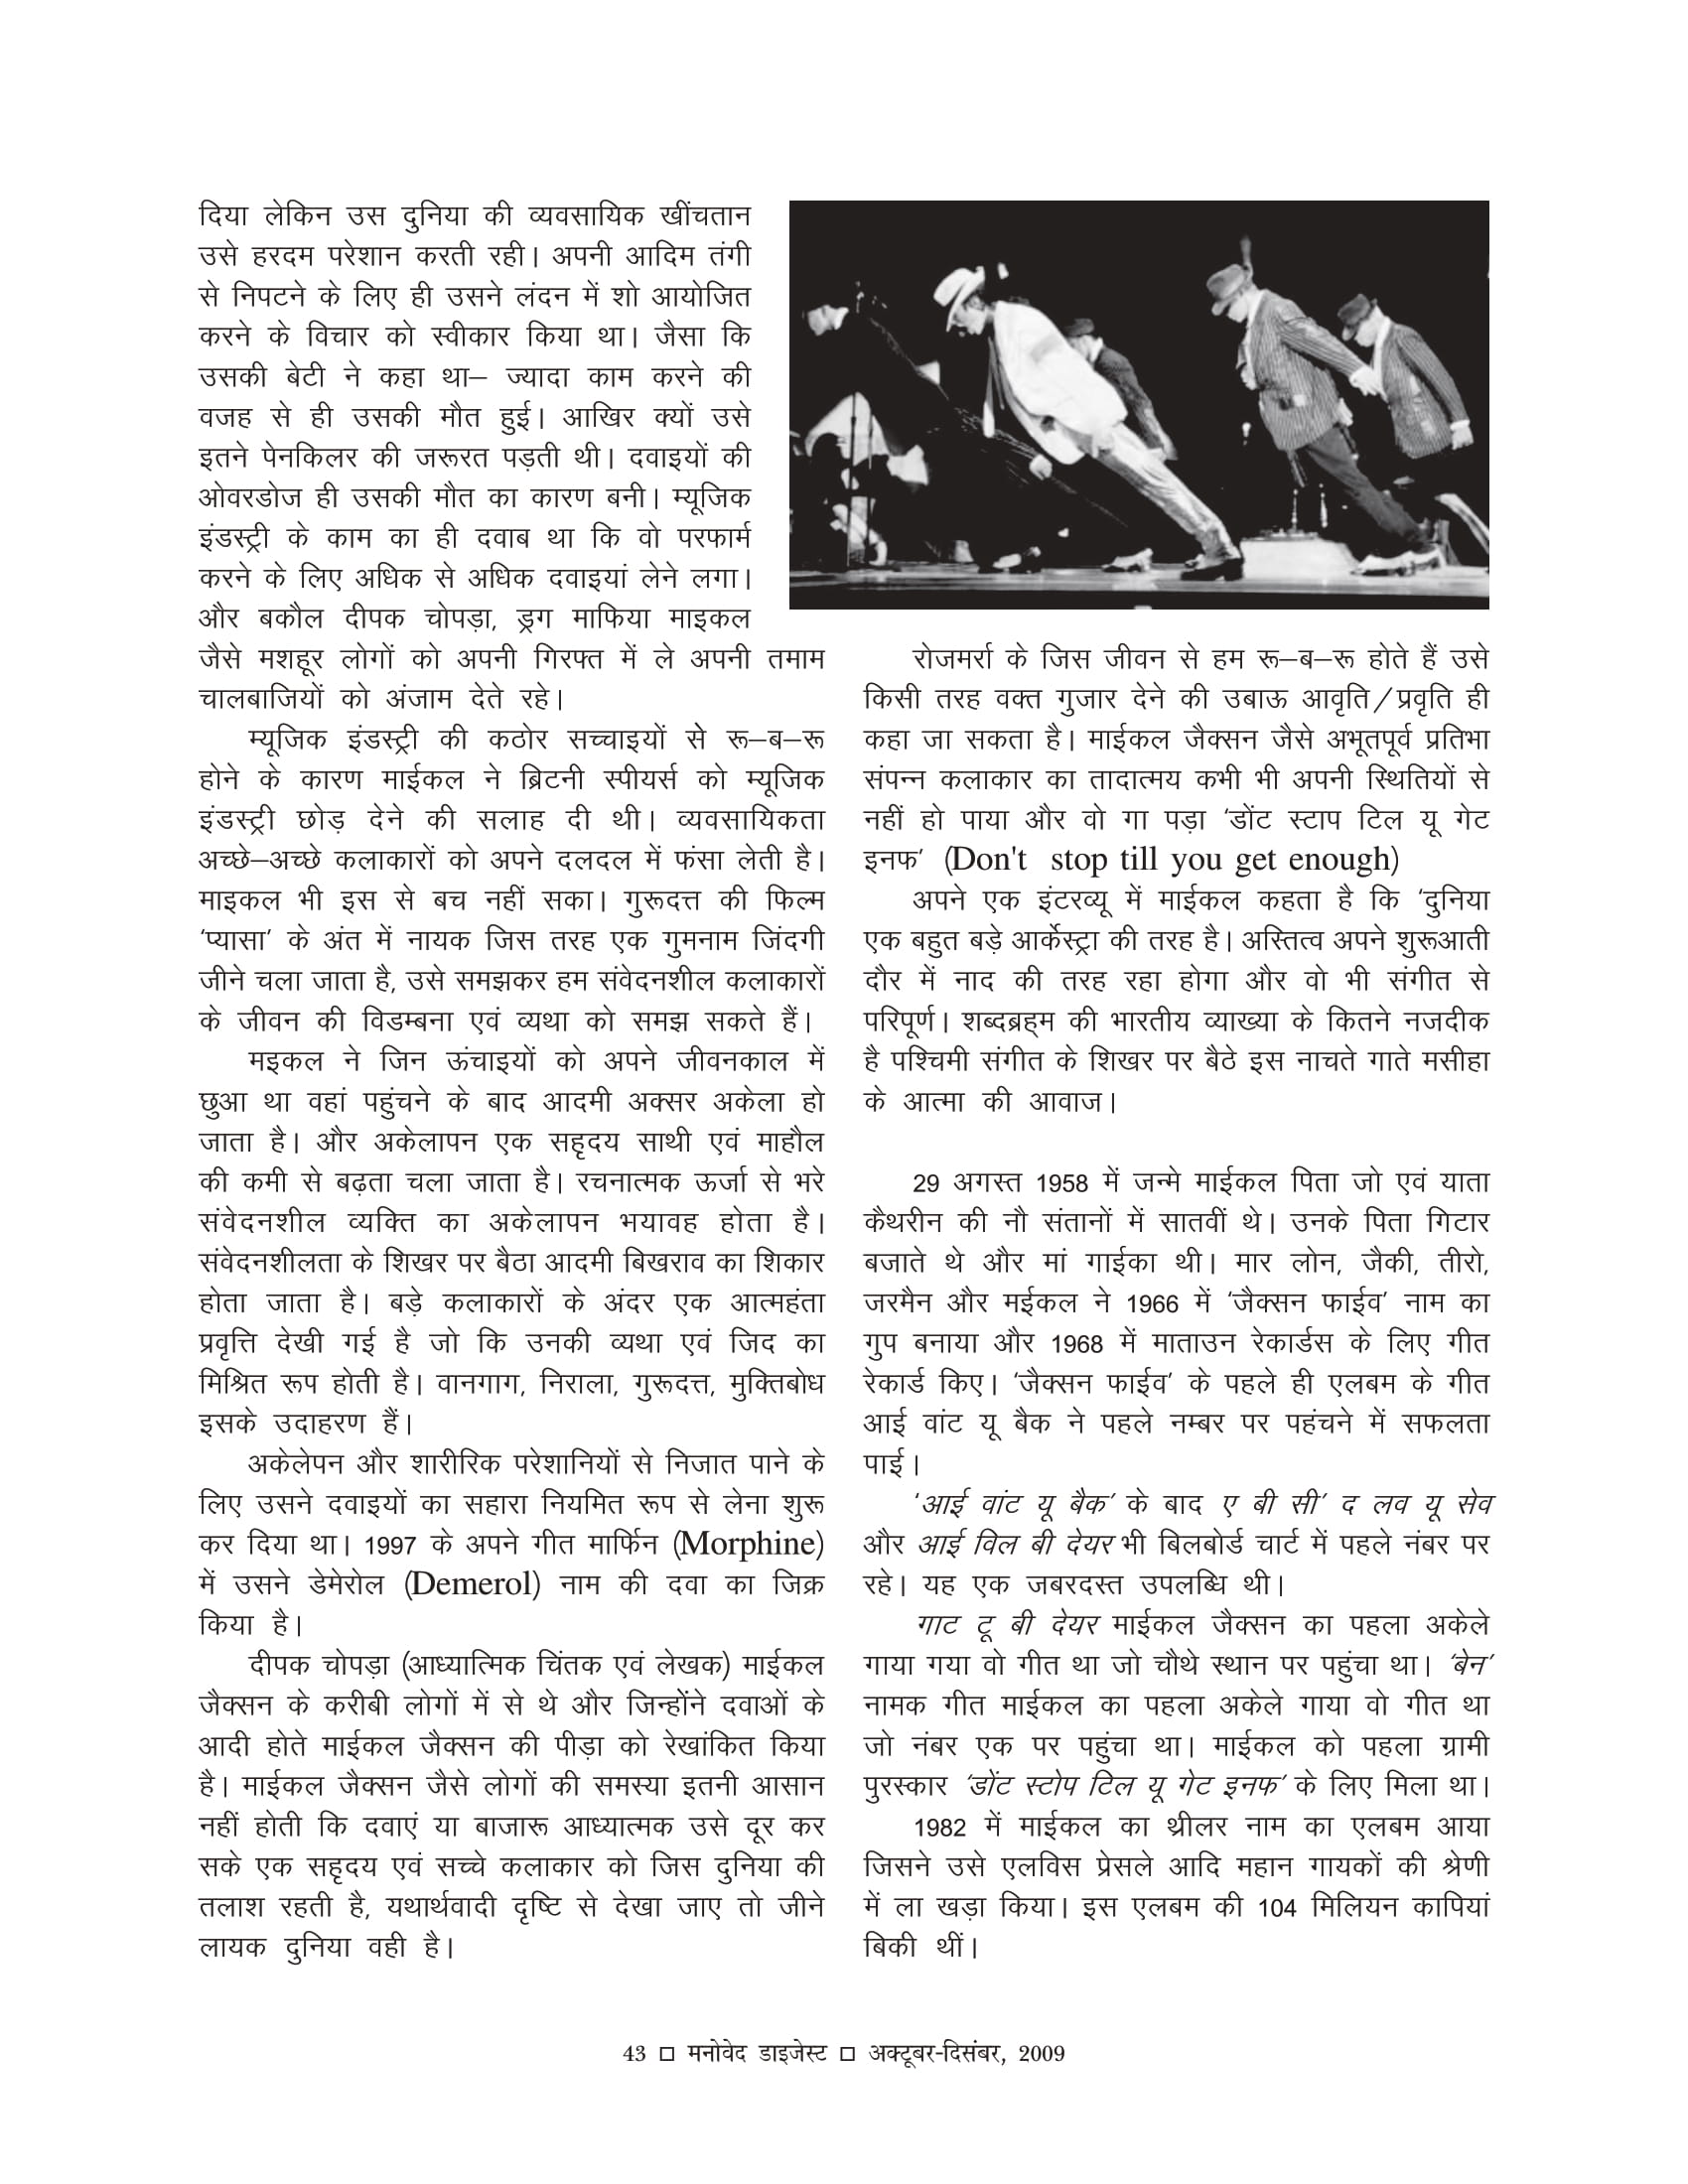 दिया लेकिन उस दुनिया की व्यवसायिक खींचतान
उसे हरदम परेशान करती रही। अपनी आदिम तंगी
से निपटने के लिए ही उसने लंदन में शो आयोजित
करने के विचार को स्वीकार किया था। जैसा कि
उसकी बेटी ने कहा था– ज्यादा काम करने की
वजह से ही उसकी मौत हुई। आखिर क्यों उसे
इतने पेनकिलर की जरूरत पड़ती थी। दवाइयों की
ओवरडोज ही उसकी मौत का कारण बनी। म्यूजिक
इंडस्ट्री के काम का ही दवाब था कि वो परफार्म
करने के लिए अधिक से अधिक दवाइयां लेने लगा।
और बकौल दीपक चोपड़ा, ड्रग माफिया माइकल
जैसे मशहूर लोगों को अपनी गिरफ्त में ले अपनी तमाम
चालबाजियों को अंजाम देते रहे।
म्यूजिक इंडस्ट्री की कठोर सच्चाइयों से रू–ब–रू
होने के कारण माईकल ने ब्रिटनी स्पीयर्स को म्यूजिक
इंडस्ट्री छोड़ देने की सलाह दी थी। व्यवसायिकता
अच्छे–अच्छे कलाकारों को अपने दलदल में फंसा लेती है।
माइकल भी इस से बच नहीं सका। गुरूदत्त की फिल्म
'प्यासा' के अंत में नायक जिस तरह एक गुमनाम जिंदगी
जीने चला जाता है, उसे समझकर हम संवेदनशील कलाकारों
के जीवन की विडम्बना एवं व्यथा को समझ सकते हैं।
मइकल ने जिन ऊंचाइयों को अपने जीवनकाल में
छुआ था वहां पहुंचने के बाद आदमी अक्सर अकेला हो
जाता है। और अकेलापन एक सहृदय साथी एवं माहौल
की कमी से बढ़ता चला जाता है। रचनात्मक ऊर्जा से भरे
संवेदनशील व्यक्ति का अकेलापन भयावह होता है।
संवेदनशीलता के शिखर पर बैठा आदमी बिखराव का शिकार
होता जाता है। बड़े कलाकारों के अंदर एक आत्महंता
प्रवृत्ति देखी गई है जो कि उनकी व्यथा एवं जिद का
मिश्रित रूप होती है। वानगाग, निराला, गुरूदत्त, मुक्तिबोध
इसके उदाहरण हैं।
अकेलेपन और शारीरिक परेशानियों से निजात पाने के
लिए उसने दवाइयों का सहारा नियमित रूप से लेना शुरू
कर दिया था। 1997 के अपने गीत मार्फिन (Morphine)
में उसने डेमेरोल (Demerol) नाम की दवा का जिक्र
किया है।
दीपक चोपड़ा (आध्यात्मिक चिंतक एवं लेखक) माईकल
जैक्सन के करीबी लोगों में से थे और जिन्होंने दवाओं के
आदी होते माईकल जैक्सन की पीड़ा को रेखांकित किया
है। माईकल जैक्सन जैसे लोगों की समस्या इतनी आसान
नहीं होती कि दवाएं या बाजारू आध्यात्मक उसे दूर कर
सके एक सहृदय एवं सच्चे कलाकार को जिस दुनिया की
तलाश रहती है, यथार्थवादी दृष्टि से देखा जाए तो जीने
लायक दुनिया वही है।
रोजमर्रा के जिस जीवन से हम रू–ब–रू होते हैं उसे
किसी तरह वक्त गुजार देने की उबाऊ आवृति/प्रवृति ही
कहा जा सकता है। माईकल जैक्सन जैसे अभूतपूर्व प्रतिभा
संपन्न कलाकार का तादात्मय कभी भी अपनी स्थितियों से
नहीं हो पाया और वो गा पड़ा 'डोंट स्टाप टिल यू गेट
इनफ' (Don't stop till you get enough)
अपने एक इंटरव्यू में माईकल कहता है कि 'दुनिया
एक बहुत बड़े आर्केस्ट्रा की तरह है। अस्तित्व अपने शुरूआती
दौर में नाद की तरह रहा होगा और वो भी संगीत से
परिपूर्ण। शब्दब्रह्म की भारतीय व्याख्या के कितने नजदीक
है पश्चिमी संगीत के शिखर पर बैठे इस नाचते गाते मसीहा
के आत्मा की आवाज।
29 अगस्त 1958 में जन्मे माईकल पिता जो एवं याता
कैथरीन की नौ संतानों में सातवीं थे। उनके पिता गिटार
बजाते थे और मां गाईका थी। मार लोन, जैकी, तीरो,
जरमैन और मईकल ने 1966 में 'जैक्सन फाईव' नाम का
गुप बनाया और 1968 में माताउन रेकार्डस के लिए गीत
रेकार्ड किए। 'जैक्सन फाईव' के पहले ही एलबम के गीत
आई वांट यू बैक ने पहले नम्बर पर पहंचने में सफलता
पाई।
'आई वांट यू बैक' के बाद ए बी सी' द लव यू सेव
और आई विल बी देयर भी बिलबोर्ड चार्ट में पहले नंबर पर
रहे। यह एक जबरदस्त उपलब्धि थी।
गाट टू बी देयर माईकल जैक्सन का पहला अकेले
गाया गया वो गीत था जो चौथे स्थान पर पहुंचा था। 'बेन'
नामक गीत माईकल का पहला अकेले गाया वो गीत था
जो नंबर एक पर पहुंचा था। माईकल को पहला ग्रामी
पुरस्कार 'डोंट स्टोप टिल यू गेट इनफ' के लिए मिला था।
1982 में माईकल का थ्रीलर नाम का एलबम आया
जिसने उसे एलविस प्रेसले आदि महान गायकों की श्रेणी
में ला खड़ा किया। इस एलबम की 104 मिलियन कापियां
बिकी थीं।
43 □ मनोवेद डाइजेस्ट □ अक्टूबर-दिसंबर, 2009